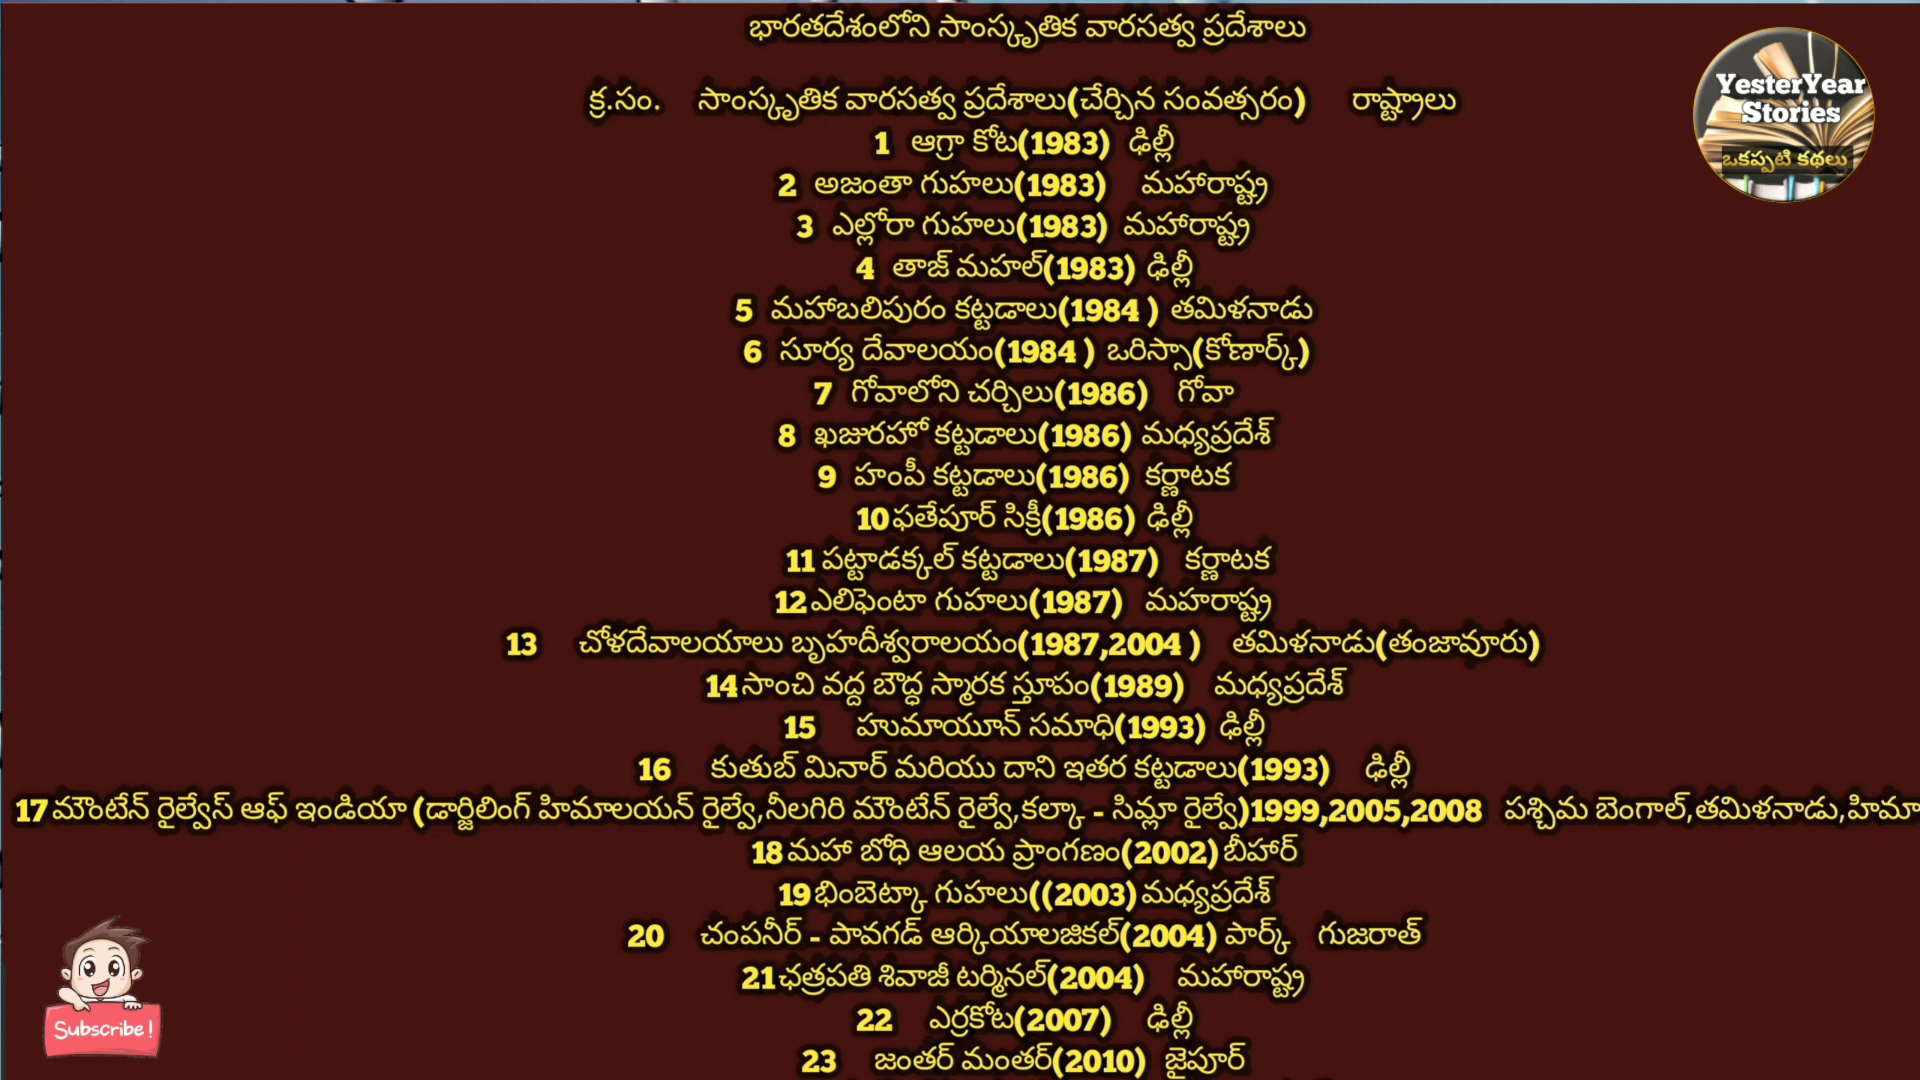 భారతదేశంలోని సాంస్కృతిక వారసత్వ ప్రదేశాలు
క్ర.సం. సాంస్కృతిక వారసత్వ ప్రదేశాలు(చేర్చిన సంవత్సరం) రాష్ట్రాలు
YesterYear
Stories
ఒకప్పటి కథలు
1 ఆగ్రా కోట(1983) ఢిల్లీ
2 అజంతా గుహలు(1983) మహారాష్ట్ర
3 ఎల్లోరా గుహలు(1983) మహారాష్ట్ర
4 తాజ్ మహల్(1983) ఢిల్లీ
5 మహాబలిపురం కట్టడాలు(1984 ) తమిళనాడు
6 సూర్య దేవాలయం(1984 ) ఒరిస్సా(కోణార్క్)
7 గోవాలోని చర్చిలు(1986) గోవా
8 ఖజురహో కట్టడాలు(1986) మధ్యప్రదేశ్
9 హంపీ కట్టడాలు(1986) కర్ణాటక
10 ఫతేపూర్ సిక్రీ(1986) ఢిల్లీ
11 పట్టాడక్కల్ కట్టడాలు(1987) కర్ణాటక
12 ఎలిఫెంటా గుహలు(1987) మహరాష్ట్ర
13 చోళదేవాలయాలు బృహదీశ్వరాలయం(1987,2004 ) తమిళనాడు(తంజావూరు)
14 సాంచి వద్ద బౌద్ధ స్మారక స్తూపం(1989) మధ్యప్రదేశ్
15 హుమాయూన్ సమాధి(1993) ఢిల్లీ
16 కుతుబ్ మినార్ మరియు దాని ఇతర కట్టడాలు(1993) ఢిల్లీ
17 మౌంటేన్ రైల్వేస్ ఆఫ్ ఇండియా (డార్జిలింగ్ హిమాలయన్ రైల్వే,నీలగిరి మౌంటేన్ రైల్వే,కల్కా - సిమ్లా రైల్వే)1999,2005,2008 పశ్చిమ బెంగాల్,తమిళనాడు,హిమా
18 మహా బోధి ఆలయ ప్రాంగణం(2002) బీహార్
19 భింబెట్కా గుహలు((2003) మధ్యప్రదేశ్
20 చంపనీర్ - పావగడ్ ఆర్కియాలజికల్(2004) పార్క్ గుజరాత్
21 ఛత్రపతి శివాజీ టర్మినల్(2004) మహారాష్ట్ర
22 ఎర్రకోట(2007) ఢిల్లీ
23 జంతర్ మంతర్(2010) జైపూర్
Subscribe !